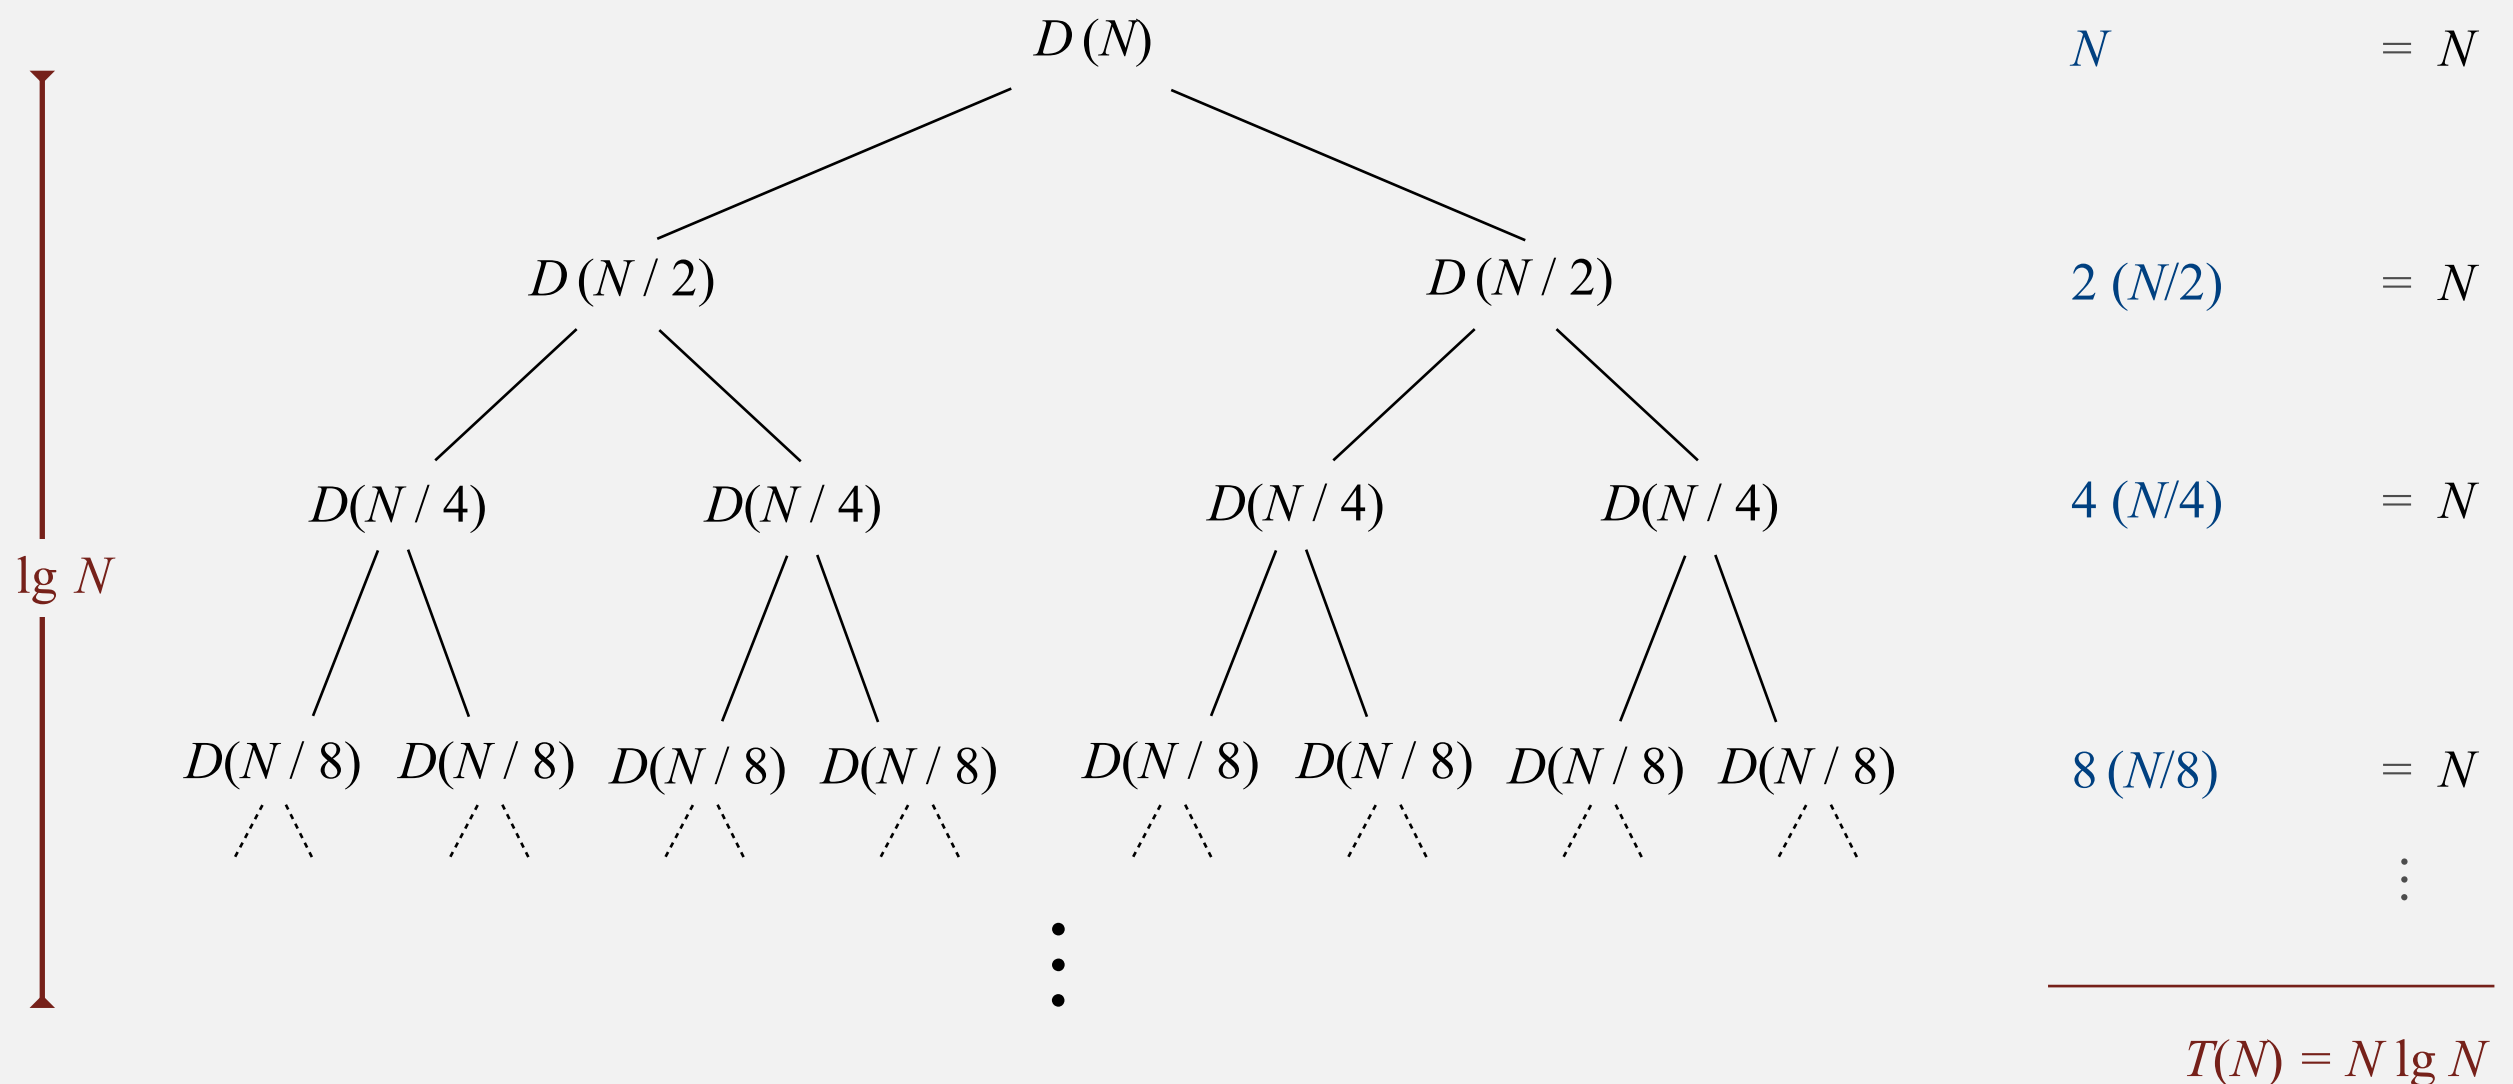 D (N)
N = N
D (N / 2) D (N / 2)
2 (N/2) = N
D(N / 4) D(N / 4) D(N / 4) D(N / 4)
4 (N/4) = N
lg N
D(N / 8) D(N / 8) D(N / 8) D(N / 8) D(N / 8) D(N / 8) D(N / 8) D(N / 8)
8 (N/8) = N
T(N) = N lg N